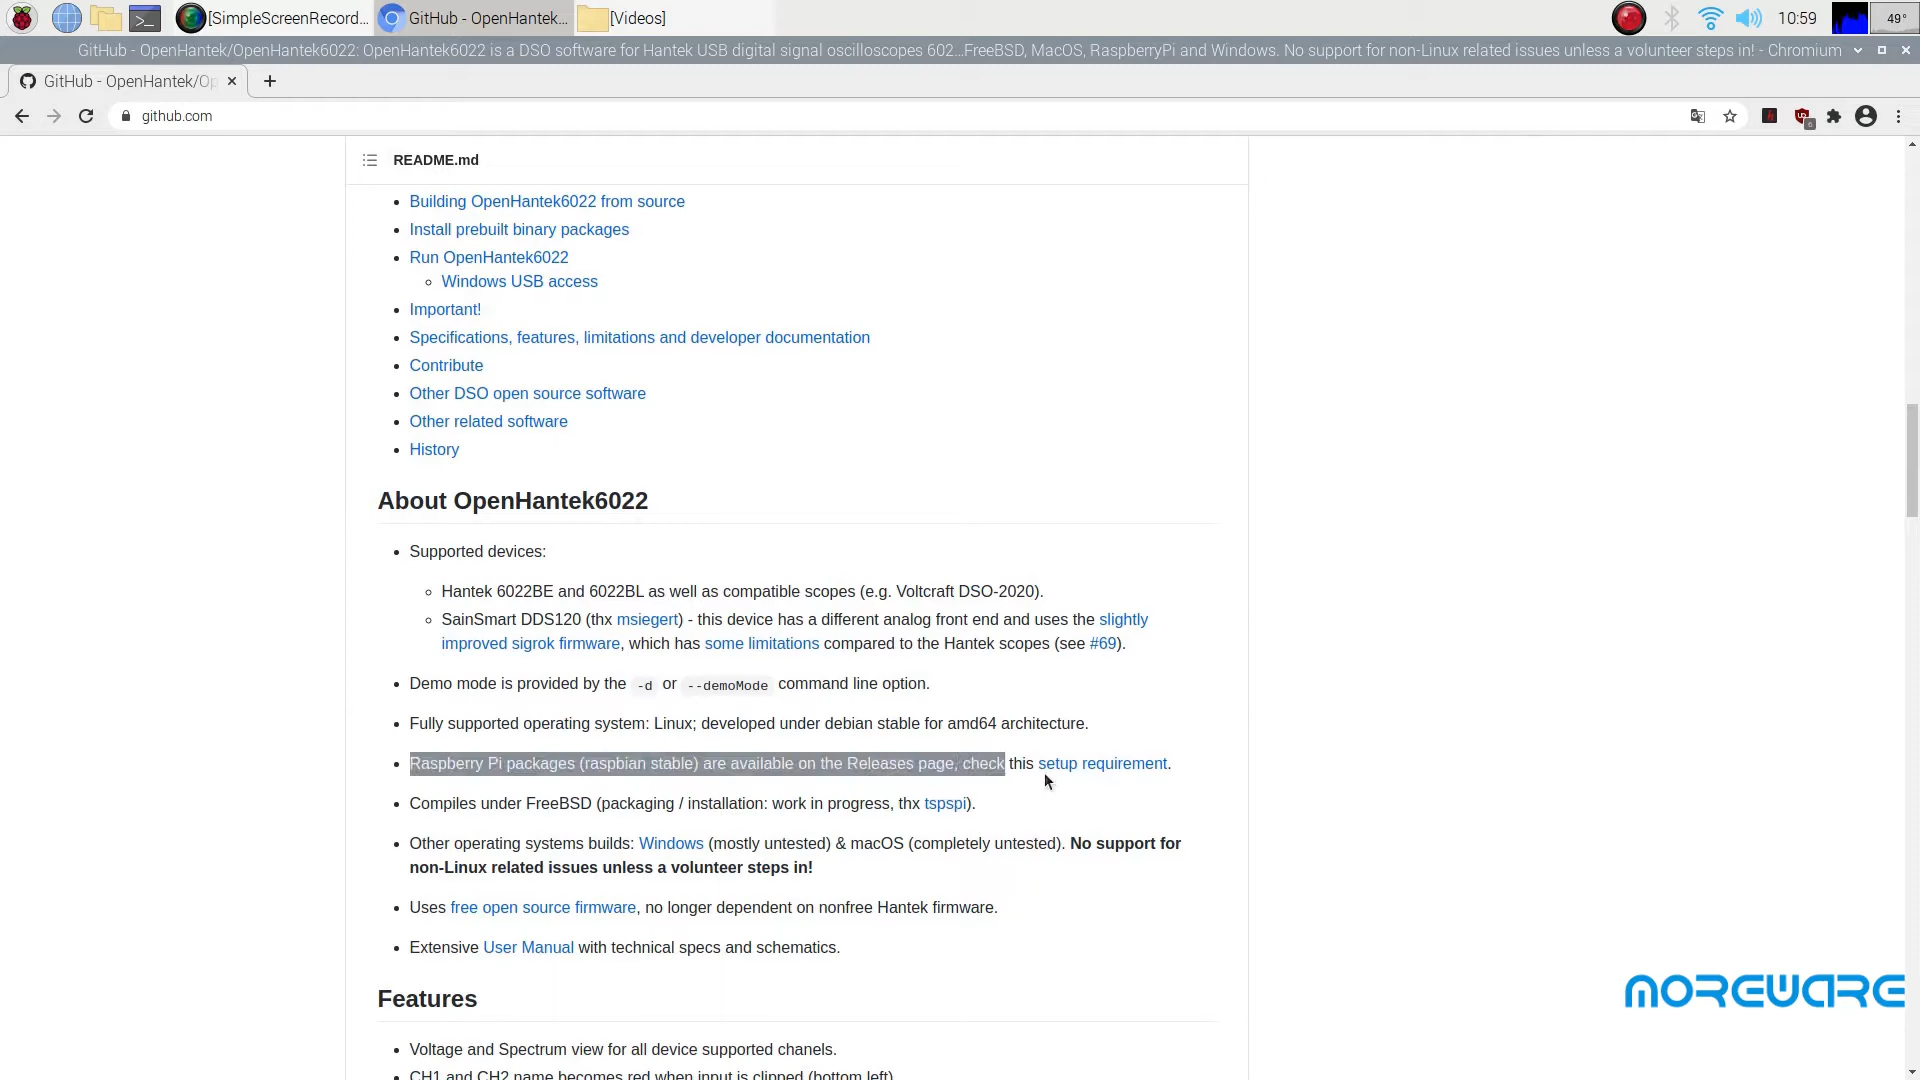 [SimpleScreenRecord... GitHub - OpenHantek... [Videos] 10:59 49°
GitHub - OpenHantek/OpenHantek6022: OpenHantek6022 is a DSO software for Hantek USB digital signal oscilloscopes 602...FreeBSD, MacOS, RaspberryPi and Windows. No support for non-Linux related issues unless a volunteer steps in! - Chromium
GitHub - OpenHantek/Op
github.com
README.md
Building OpenHantek6022 from source
Install prebuilt binary packages
Run OpenHantek6022
Windows USB access
Important!
Specifications, features, limitations and developer documentation
Contribute
Other DSO open source software
Other related software
History
About OpenHantek6022
Supported devices:
Hantek 6022BE and 6022BL as well as compatible scopes (e.g. Voltcraft DSO-2020).
SainSmart DDS120 (thx msiegert) - this device has a different analog front end and uses the slightly
improved sigrok firmware, which has some limitations compared to the Hantek scopes (see #69).
Demo mode is provided by the -d or --demoMode command line option.
Fully supported operating system: Linux; developed under debian stable for amd64 architecture.
Raspberry Pi packages (raspbian stable) are available on the Releases page, check this setup requirement.
Compiles under FreeBSD (packaging / installation: work in progress, thx tspspi).
Other operating systems builds: Windows (mostly untested) & macOS (completely untested). No support for
non-Linux related issues unless a volunteer steps in!
Uses free open source firmware, no longer dependent on nonfree Hantek firmware.
Extensive User Manual with technical specs and schematics.
MOREWARE
Features
Voltage and Spectrum view for all device supported chanels.
CH1 and CH2 name becomes red when input is clipped (bottom left).